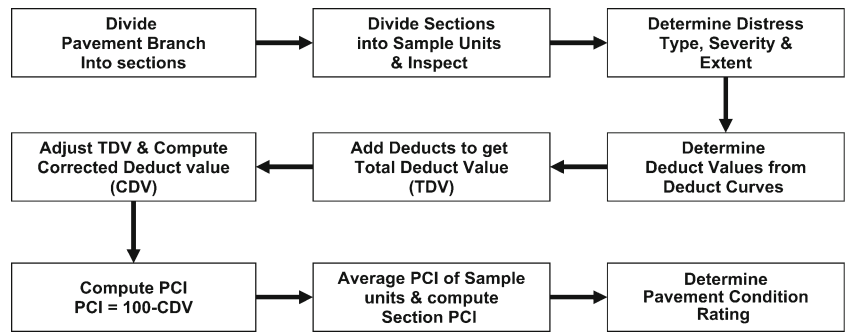 Divide
Pavement Branch
Into sections
Divide Sections
into Sample Units
& Inspect
Determine Distress
Type, Severity &
Extent
Determine
Deduct Values from
Deduct Curves
Add Deducts to get
Total Deduct Value
(TDV)
Adjust TDV & Compute
Corrected Deduct value
(CDV)
Compute PCI
PCI = 100-CDV
Average PCI of Sample
units & compute
Section PCI
Determine
Pavement Condition
Rating